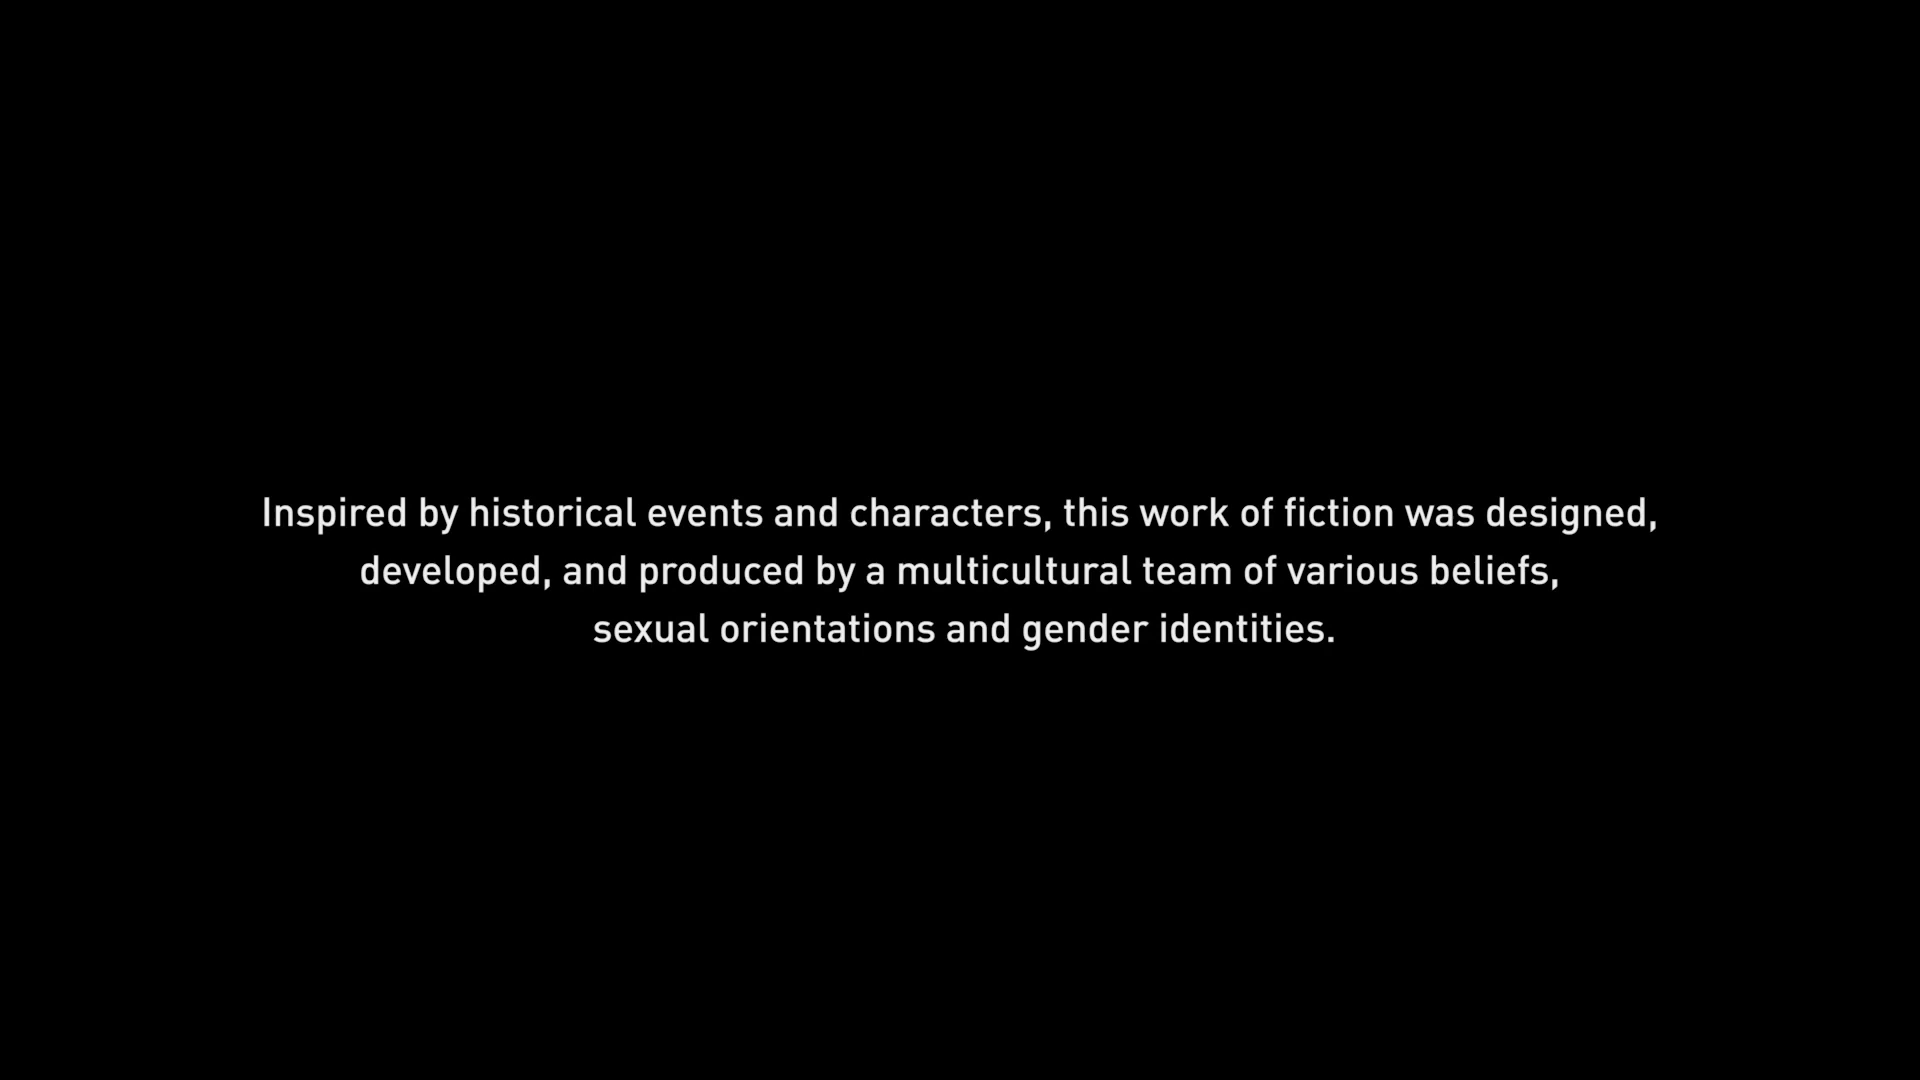 Inspired by historical events and characters, this work of fiction was designed,
developed, and produced by a multicultural team of various beliefs,
sexual orientations and gender identities.